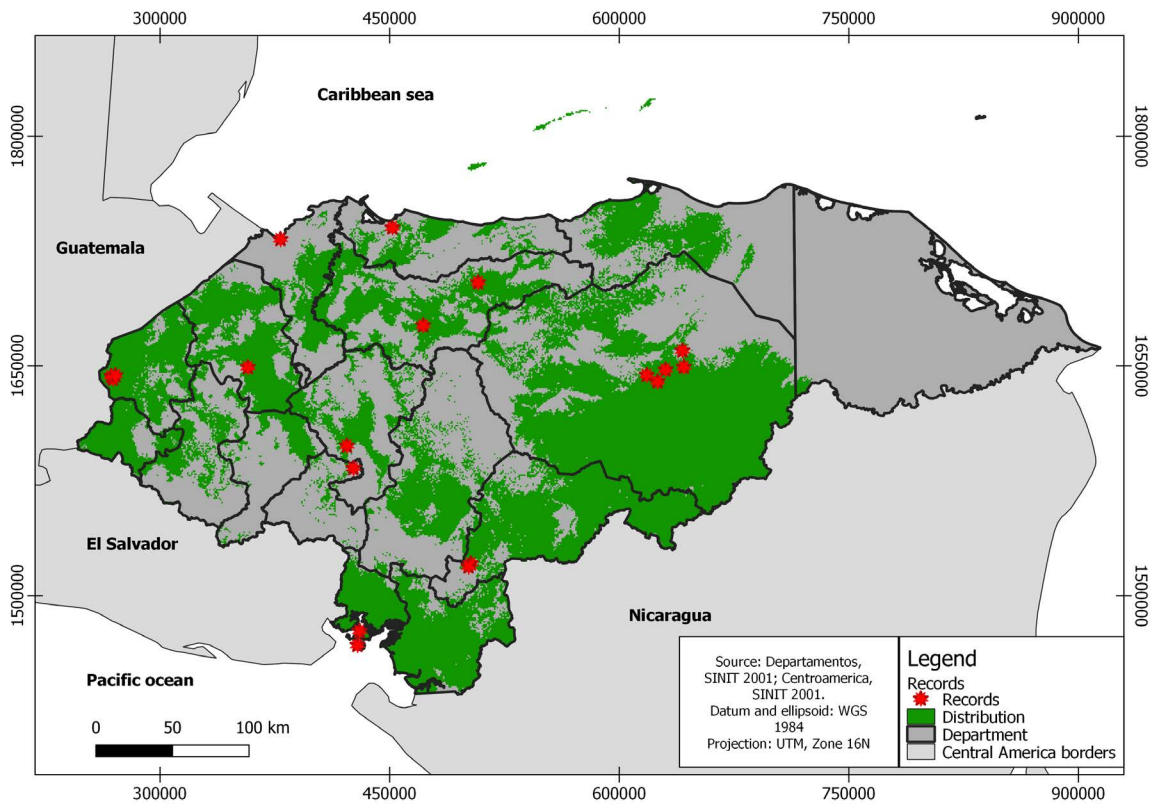 300000 450000 600000 750000 900000
Caribbean sea
1800000 1800000
Guatemala
1650000 1650000
El Salvador
1500000 1500000
Nicaragua
Pacific ocean
0 50 100 km
Source: Departamentos,
SINIT 2001; Centroamerica,
SINIT 2001.
Datum and ellipsoid: WGS
1984
Projection: UTM, Zone 16N
Legend
Records
Records
Distribution
Department
Central America borders
300000 450000 600000 750000 900000